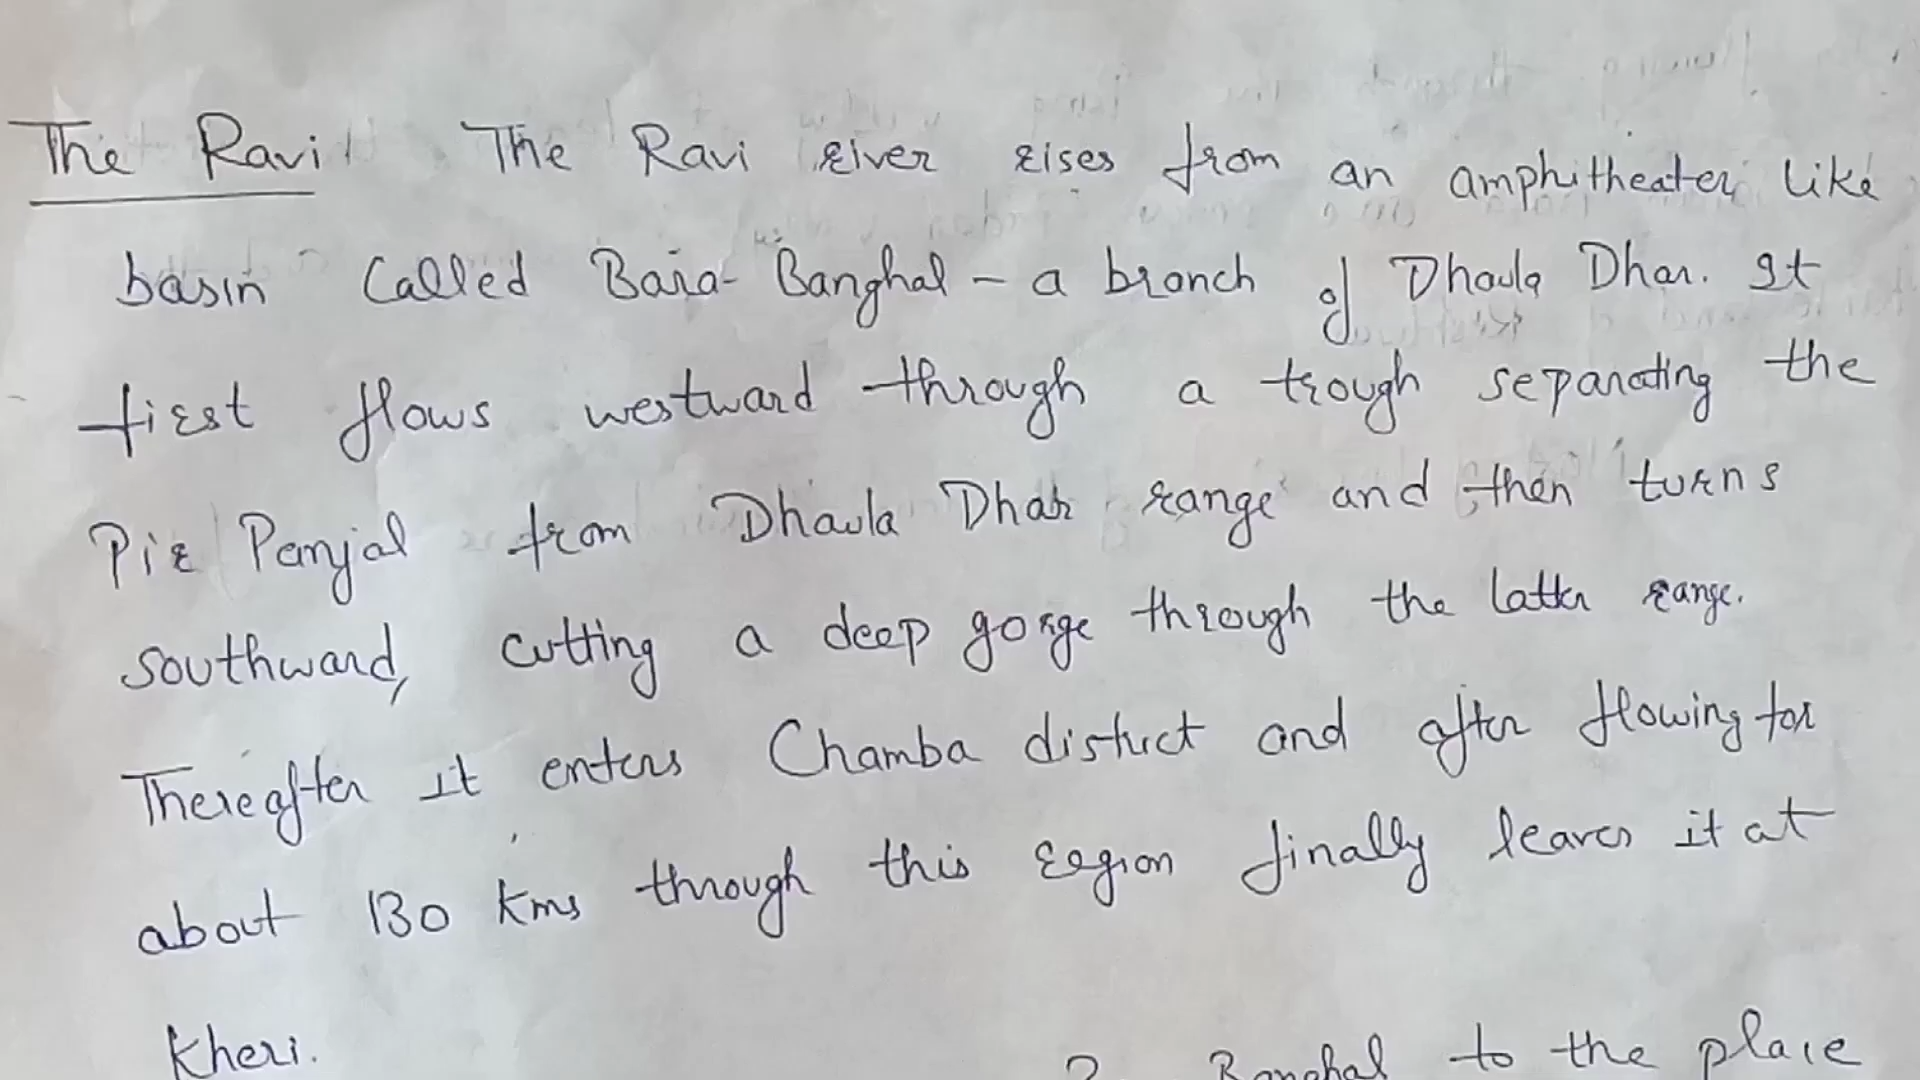 The Ravi The Ravi river rises from an amphitheater like
basin called Bara-Banghal - a branch of Dhaula Dhar. It
first flows westward through a trough separating the
Pir Panjal from Dhaula Dhar range and then turns
southward, cutting a deep gorge through the latter range.
Thereafter it enters Chamba district and after flowing for
about 130 kms through this region finally leaves it at
Kheri.
Banghal to the place